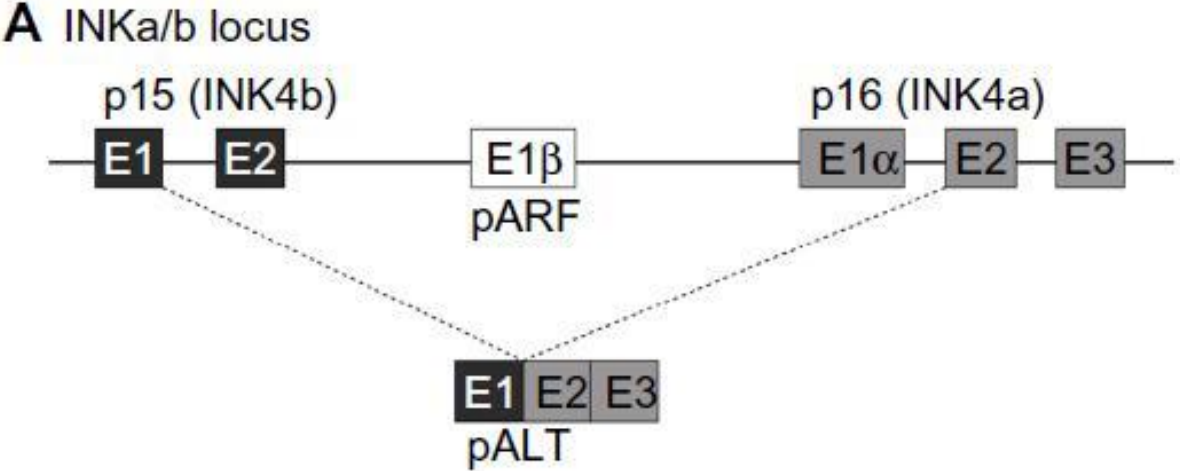 A INKa/b locus
p15 (INK4b) p16 (INK4a)
E1 E2 E1β E1α E2 E3
pARF
E1 E2 E3
pALT